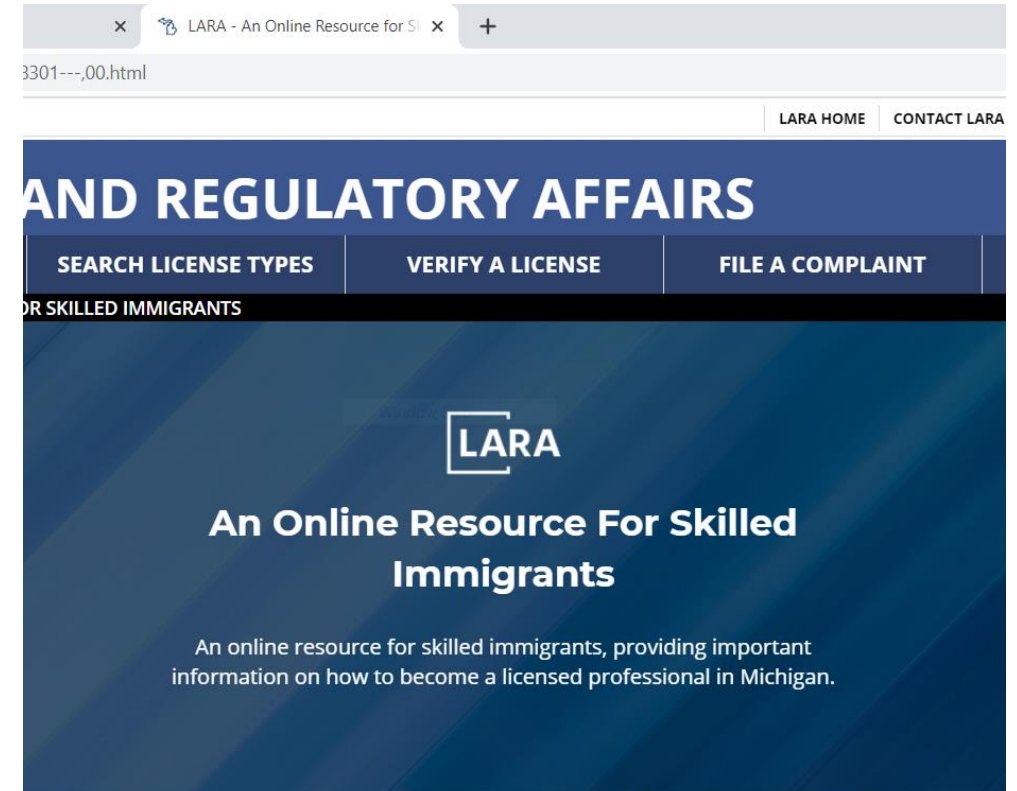 LARA - An Online Resource for S
3301---,00.html
LARA HOME CONTACT LARA
AND REGULATORY AFFAIRS
SEARCH LICENSE TYPES VERIFY A LICENSE FILE A COMPLAINT
OR SKILLED IMMIGRANTS
LARA
An Online Resource For Skilled
Immigrants
An online resource for skilled immigrants, providing important
information on how to become a licensed professional in Michigan.